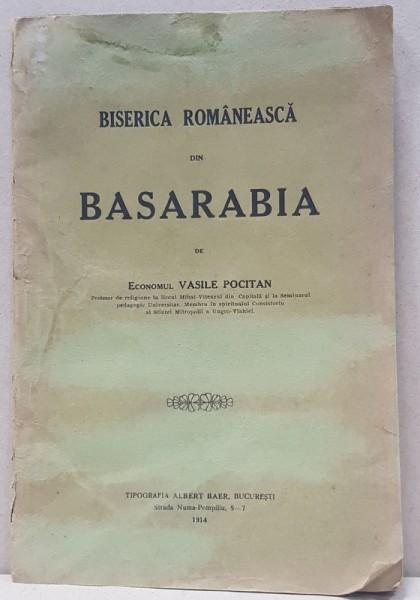 BISERICA ROMÂNEASCĂ
DIN
BASARABIA
DE
ECONOMUL VASILE POCITAN
Profesor de religiune la liceul Mihai-Viteazul din Capitală şi la Seminarul
pedagogic Universitar. Membru în spiritualul Consistoriu
al Sfintei Mitropolii a Ungro-Vlahiei.
TIPOGRAFIA ALBERT BAER, BUCUREŞTI
Strada Numa-Pompiliu, 5—7
1914